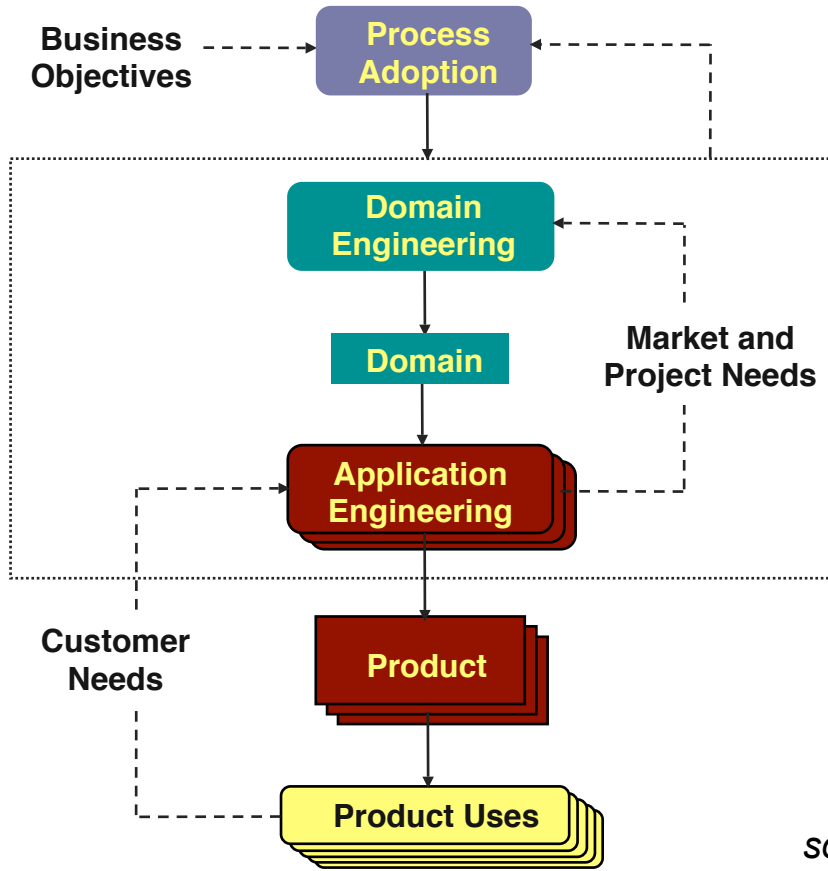 Business
Objectives
Process
Adoption
Domain
Engineering
Domain
Market and
Project Needs
Application
Engineering
Customer
Needs
Product
Product Uses